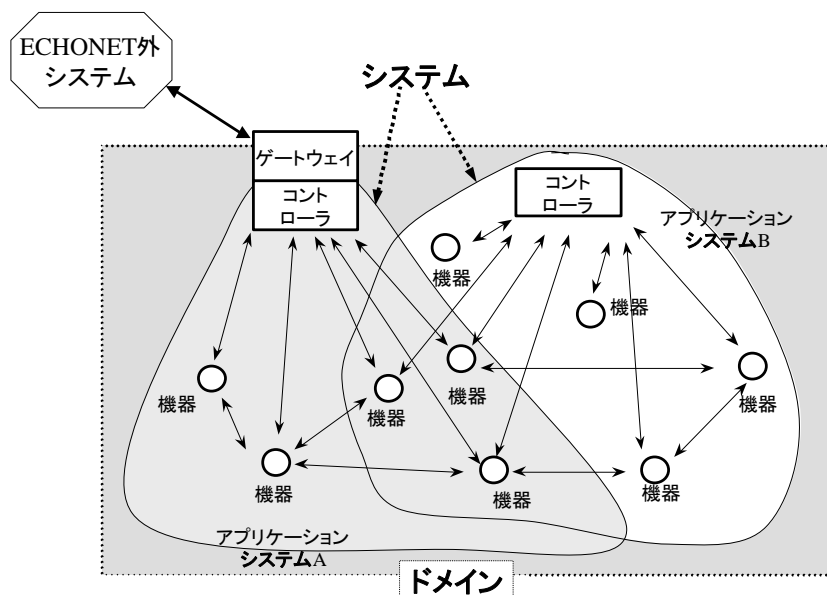 ECHONET外
システム
システム
ゲートウェイ
コント
ローラ
コント
ローラ
アプリケーション
システムB
機器
機器
機器
機器
機器
機器
機器
機器
機器
アプリケーション
システムA
ドメイン